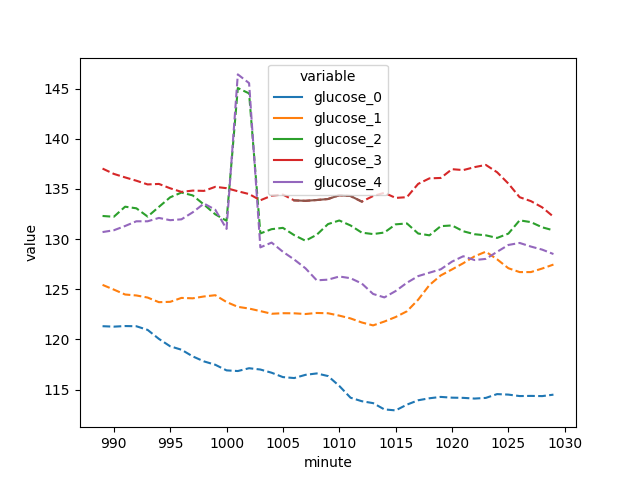 variable
glucose_0
glucose_1
glucose_2
glucose_3
glucose_4
value
145
140
135
130
125
120
115
990 995 1000 1005 1010 1015 1020 1025 1030
minute